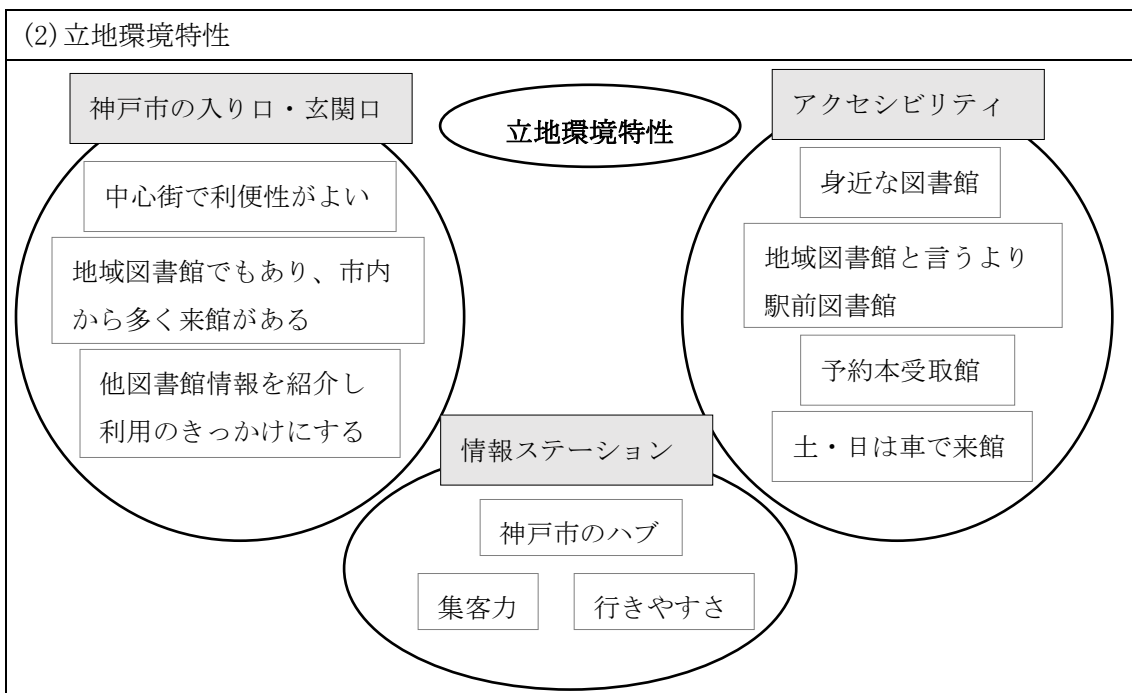 (2)立地環境特性
立地環境特性
神戸市の入り口・玄関口
中心街で利便性がよい
地域図書館でもあり、市内
から多く来館がある
他図書館情報を紹介し
利用のきっかけにする
アクセシビリティ
身近な図書館
地域図書館と言うより
駅前図書館
予約本受取館
土・日は車で来館
情報ステーション
神戸市のハブ
集客力
行きやすさ